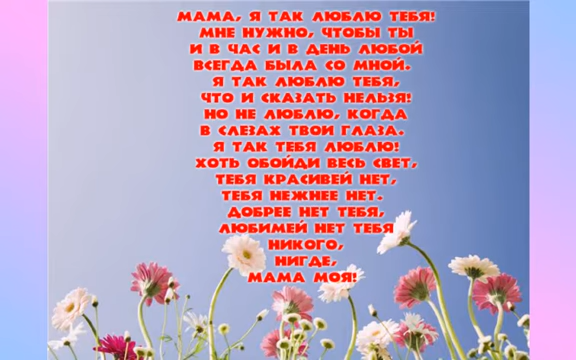 МАМА, Я ТАК ЛЮБЛЮ ТЕБЯ!
МНЕ НУЖНО, ЧТОБЫ ТЫ
И В ЧАС И В ДЕНЬ ЛЮБОЙ
ВСЕГДА БЫЛА СО МНОЙ.
Я ТАК ЛЮБЛЮ ТЕБЯ,
ЧТО И СКАЗАТЬ НЕЛЬЗЯ!
НО НЕ ЛЮБЛЮ, КОГДА
В СЛЕЗАХ ТВОИ ГЛАЗА.
Я ТАК ТЕБЯ ЛЮБЛЮ!
ХОТЬ ОБОЙДИ ВЕСЬ СВЕТ,
ТЕБЯ КРАСИВЕЙ НЕТ,
ТЕБЯ НЕЖНЕЕ НЕТ.
ДОБРЕЕ НЕТ ТЕБЯ,
ЛЮБИМЕЙ НЕТ ТЕБЯ
НИКОГО,
НИГДЕ,
МАМА МОЯ!